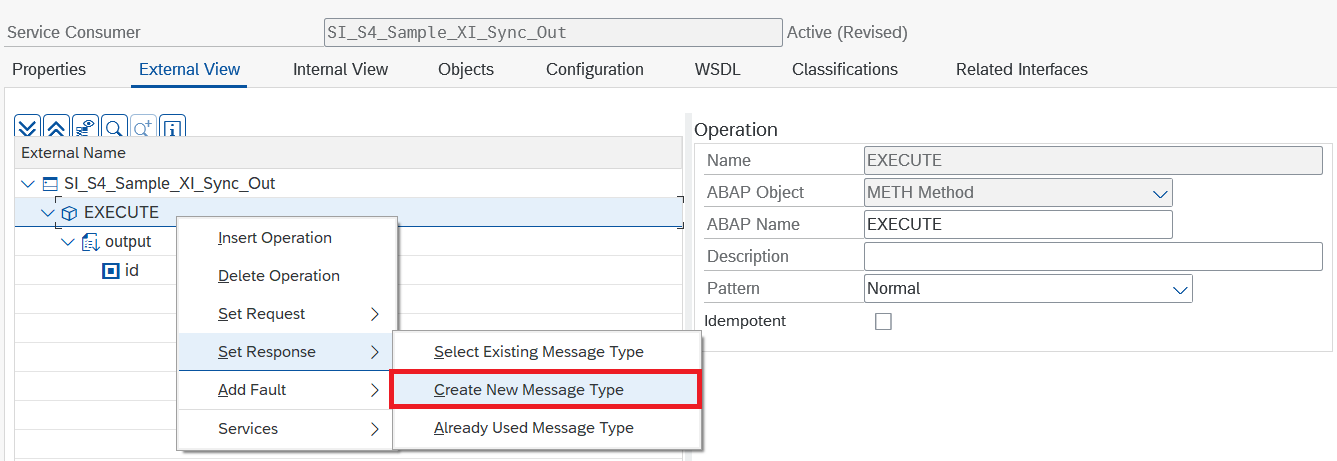 Service Consumer SI_S4_Sample_XI_Sync_Out Active (Revised)
Properties External View Internal View Objects Configuration WSDL Classifications Related Interfaces
External Name
SI_S4_Sample_XI_Sync_Out
EXECUTE
output
id
Insert Operation
Delete Operation
Set Request
Set Response
Add Fault
Services
Select Existing Message Type
Create New Message Type
Already Used Message Type
Operation
Name EXECUTE
ABAP Object METH Method
ABAP Name EXECUTE
Description
Pattern Normal
Idempotent